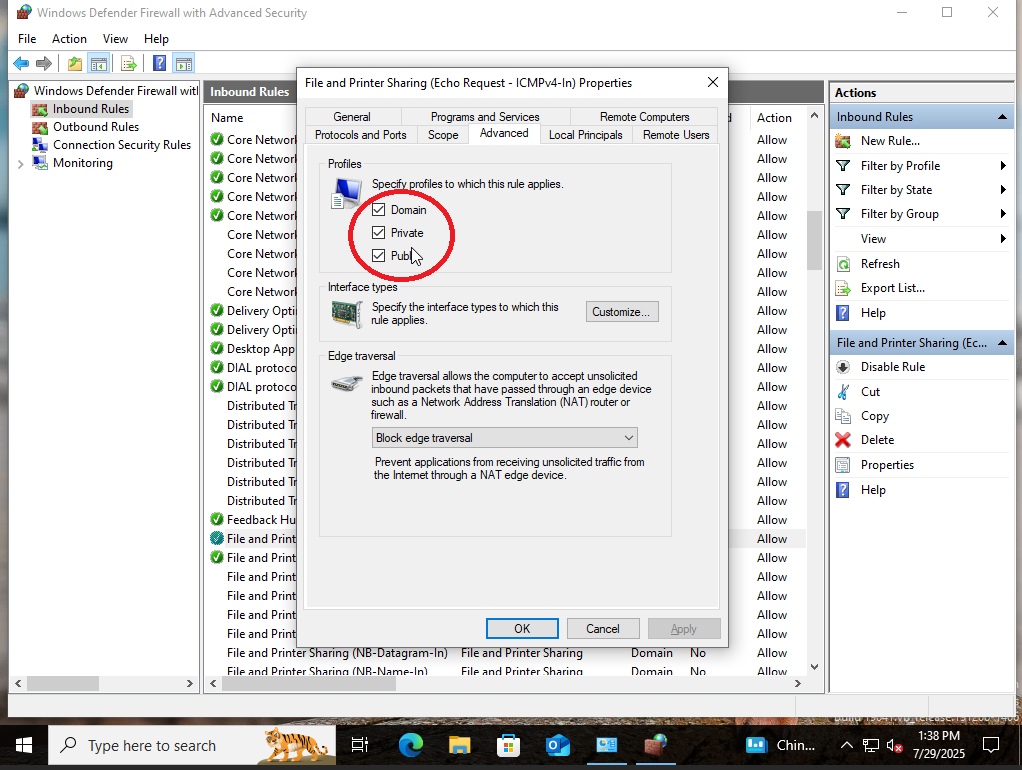 Windows Defender Firewall with Advanced Security
File Action View Help
Windows Defender Firewall wit
Inbound Rules
Outbound Rules
Connection Security Rules
Monitoring
Inbound Rules
Name
Action
Core Networ
Allow
Core Networ
Allow
Core Networ
Allow
Core Networ
Allow
Core Networ
Allow
Core Networ
Allow
Core Networ
Allow
Core Networ
Allow
Core Networ
Allow
Delivery Opti
Allow
Delivery Opti
Allow
Desktop App
Allow
DIAL protoco
Allow
DIAL protoco
Allow
Distributed Tr
Allow
Distributed Tr
Allow
Distributed Tr
Allow
Distributed Tr
Allow
Distributed Tr
Allow
Distributed Tr
Allow
Feedback Hu
Allow
File and Print
Allow
File and Print
Allow
File and Print
Allow
File and Print
Allow
File and Print
Allow
File and Print
Allow
File and Printer Sharing (NB-Datagram-In) File and Printer Sharing Domain No Allow
File and Printer Sharing (NB-Name-In) File and Printer Sharing Domain No Allow
File and Printer Sharing (Echo Request - ICMPv4-In) Properties
General Programs and Services Remote Computers
Protocols and Ports Scope Advanced Local Principals Remote Users
Profiles
Specify profiles to which this rule applies.
Domain
Private
Publ
Interface types
Specify the interface types to which this
rule applies.
Customize...
Edge traversal
Edge traversal allows the computer to accept unsolicited
inbound packets that have passed through an edge device
such as a Network Address Translation (NAT) router or
firewall.
Block edge traversal
Prevent applications from receiving unsolicited traffic from
the Internet through a NAT edge device.
OK Cancel Apply
Actions
Inbound Rules
New Rule...
Filter by Profile
Filter by State
Filter by Group
View
Refresh
Export List...
Help
File and Printer Sharing (Ec...
Disable Rule
Cut
Copy
Delete
Properties
Help
Type here to search
Chin...
1:38 PM
7/29/2025